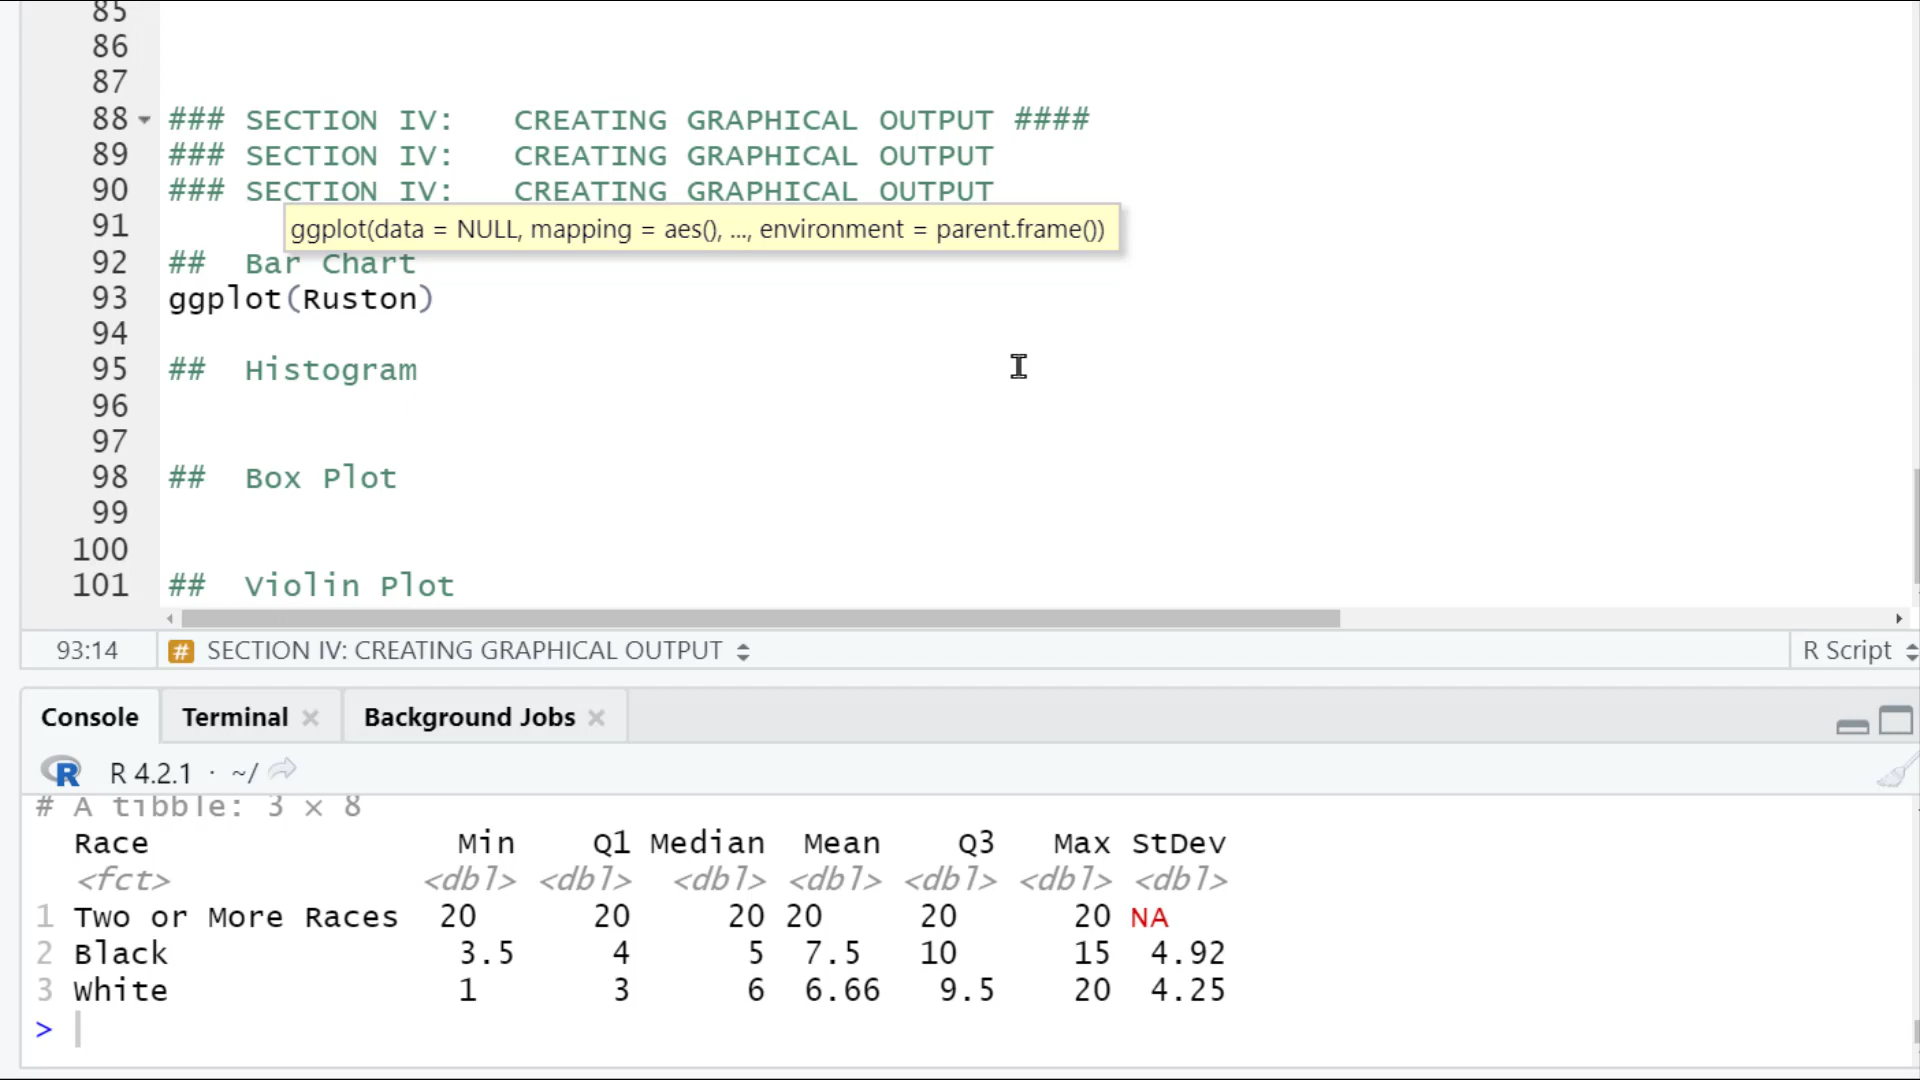 85
86
87
88 ### SECTION IV:   CREATING GRAPHICAL OUTPUT ####
89 ### SECTION IV:   CREATING GRAPHICAL OUTPUT
90 ### SECTION IV:   CREATING GRAPHICAL OUTPUT
91
ggplot(data = NULL, mapping = aes(), ..., environment = parent.frame())
92 ##  Bar Chart
93 ggplot(Ruston)
94
95 ##  Histogram
96
97
98 ##  Box Plot
99
100
101 ##  Violin Plot
93:14 # SECTION IV: CREATING GRAPHICAL OUTPUT R Script
Console Terminal Background Jobs
R R 4.2.1 · ~/
# A tibble: 3 × 8
Race Min Q1 Median Mean Q3 Max StDev
<fct> <dbl> <dbl> <dbl> <dbl> <dbl> <dbl> <dbl>
1 Two or More Races 20 20 20 20 20 20 NA
2 Black 3.5 4 5 7.5 10 15 4.92
3 White 1 3 6 6.66 9.5 20 4.25
>